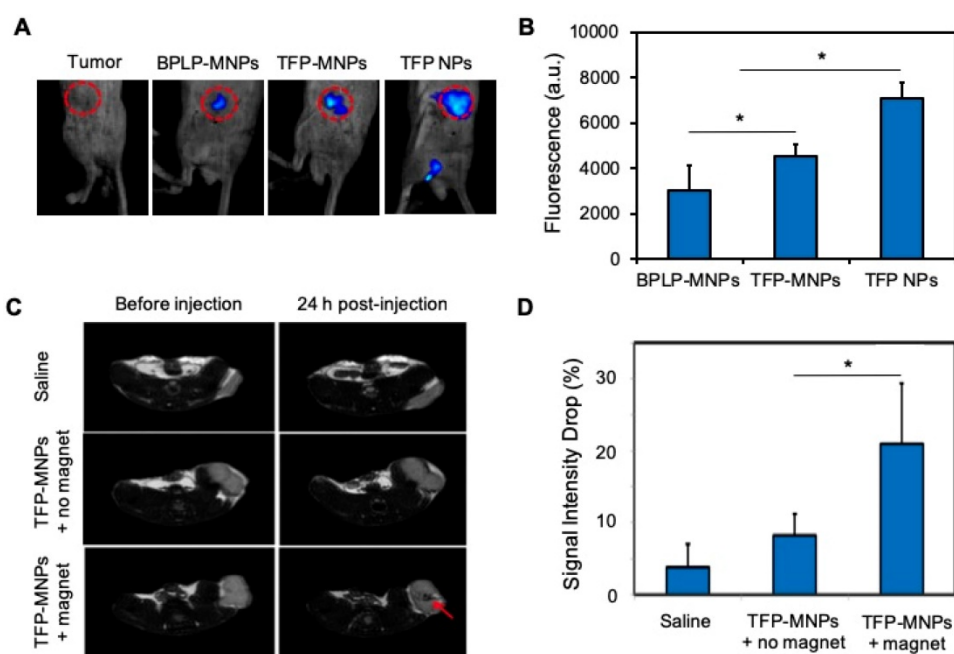 A
Tumor
BPLP-MNPs
TFP-MNPs
TFP NPs
B
Fluorescence (a.u.)
10000
8000
6000
4000
2000
0
*
*
BPLP-MNPs
TFP-MNPs
TFP NPs
C
Before injection
24 h post-injection
Saline
TFP-MNPs
+ no magnet
TFP-MNPs
+ magnet
D
Signal Intensity Drop (%)
30
20
10
0
*
Saline
TFP-MNPs
+ no magnet
TFP-MNPs
+ magnet